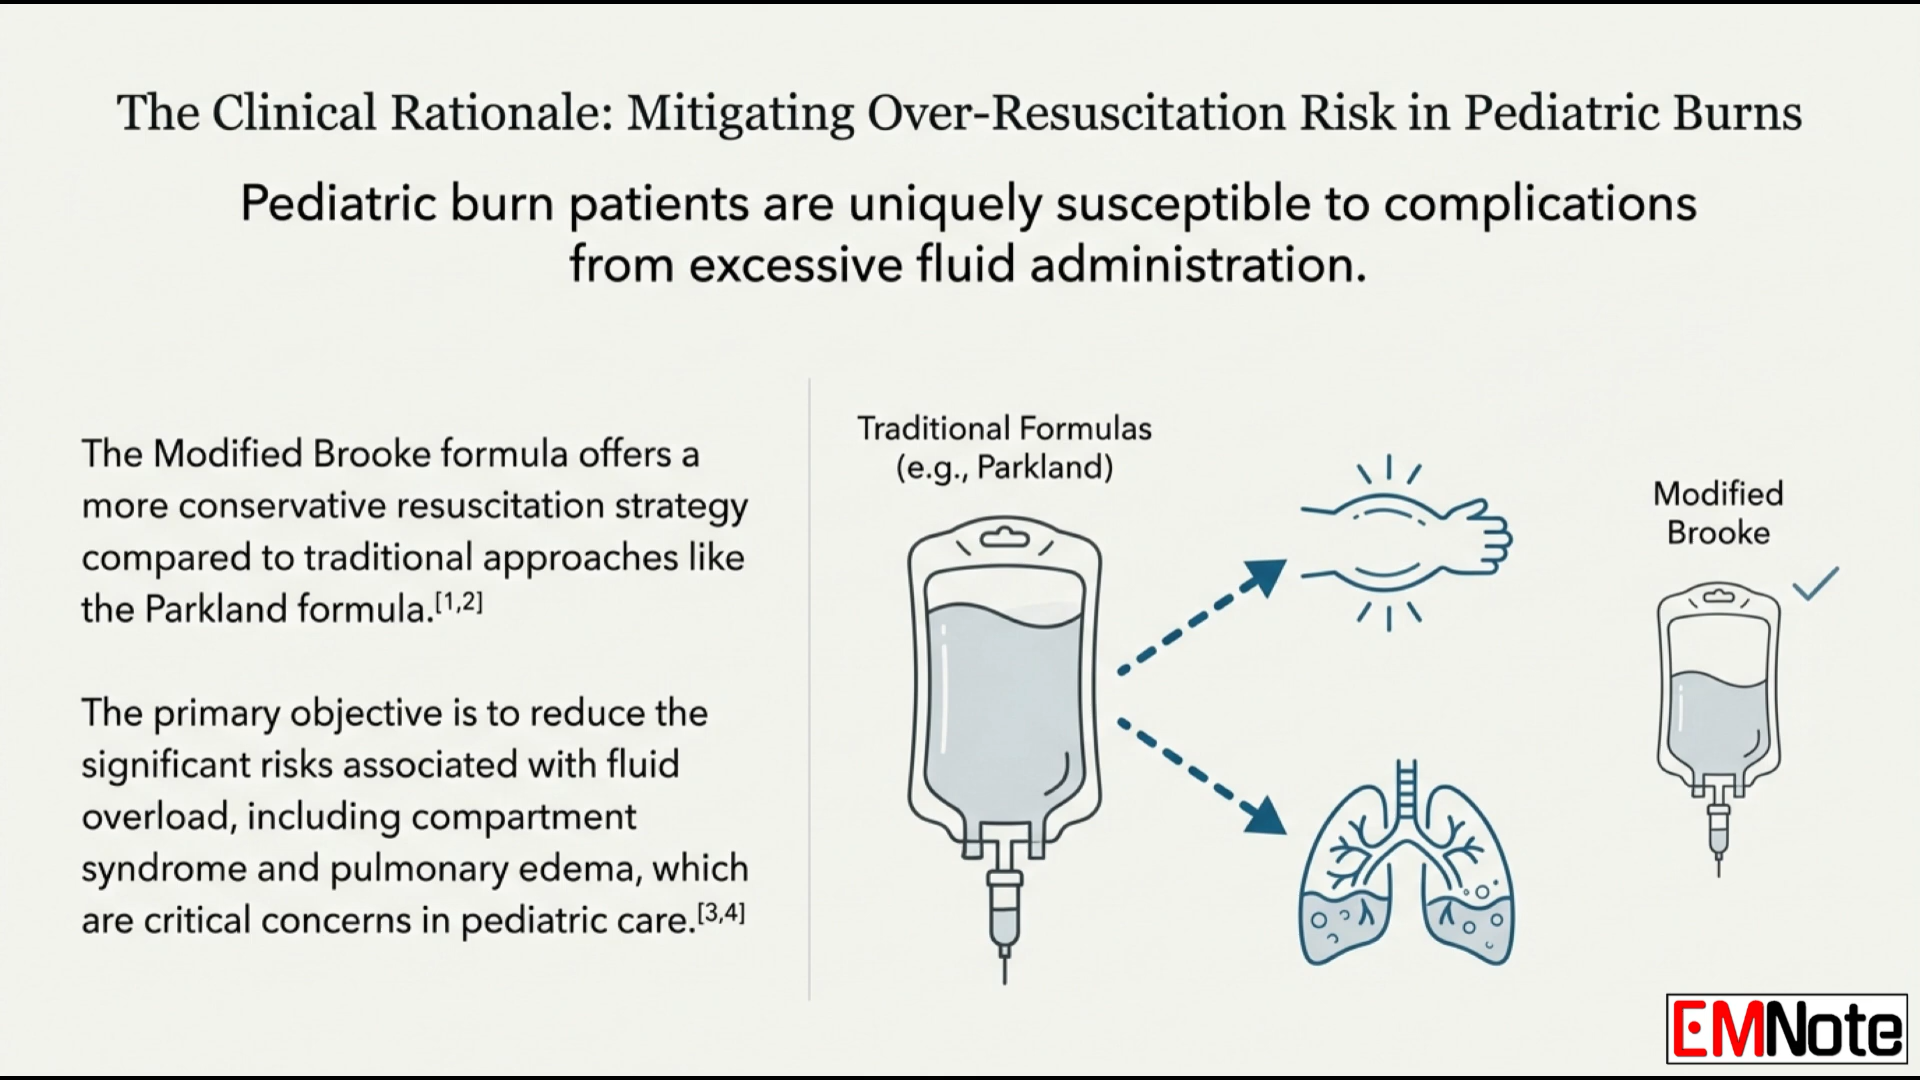 The Clinical Rationale: Mitigating Over-Resuscitation Risk in Pediatric Burns
Pediatric burn patients are uniquely susceptible to complications
from excessive fluid administration.
The Modified Brooke formula offers a
more conservative resuscitation strategy
compared to traditional approaches like
the Parkland formula.[1,2]
The primary objective is to reduce the
significant risks associated with fluid
overload, including compartment
syndrome and pulmonary edema, which
are critical concerns in pediatric care.[3,4]
Traditional Formulas
(e.g., Parkland)
Modified
Brooke
EMNote